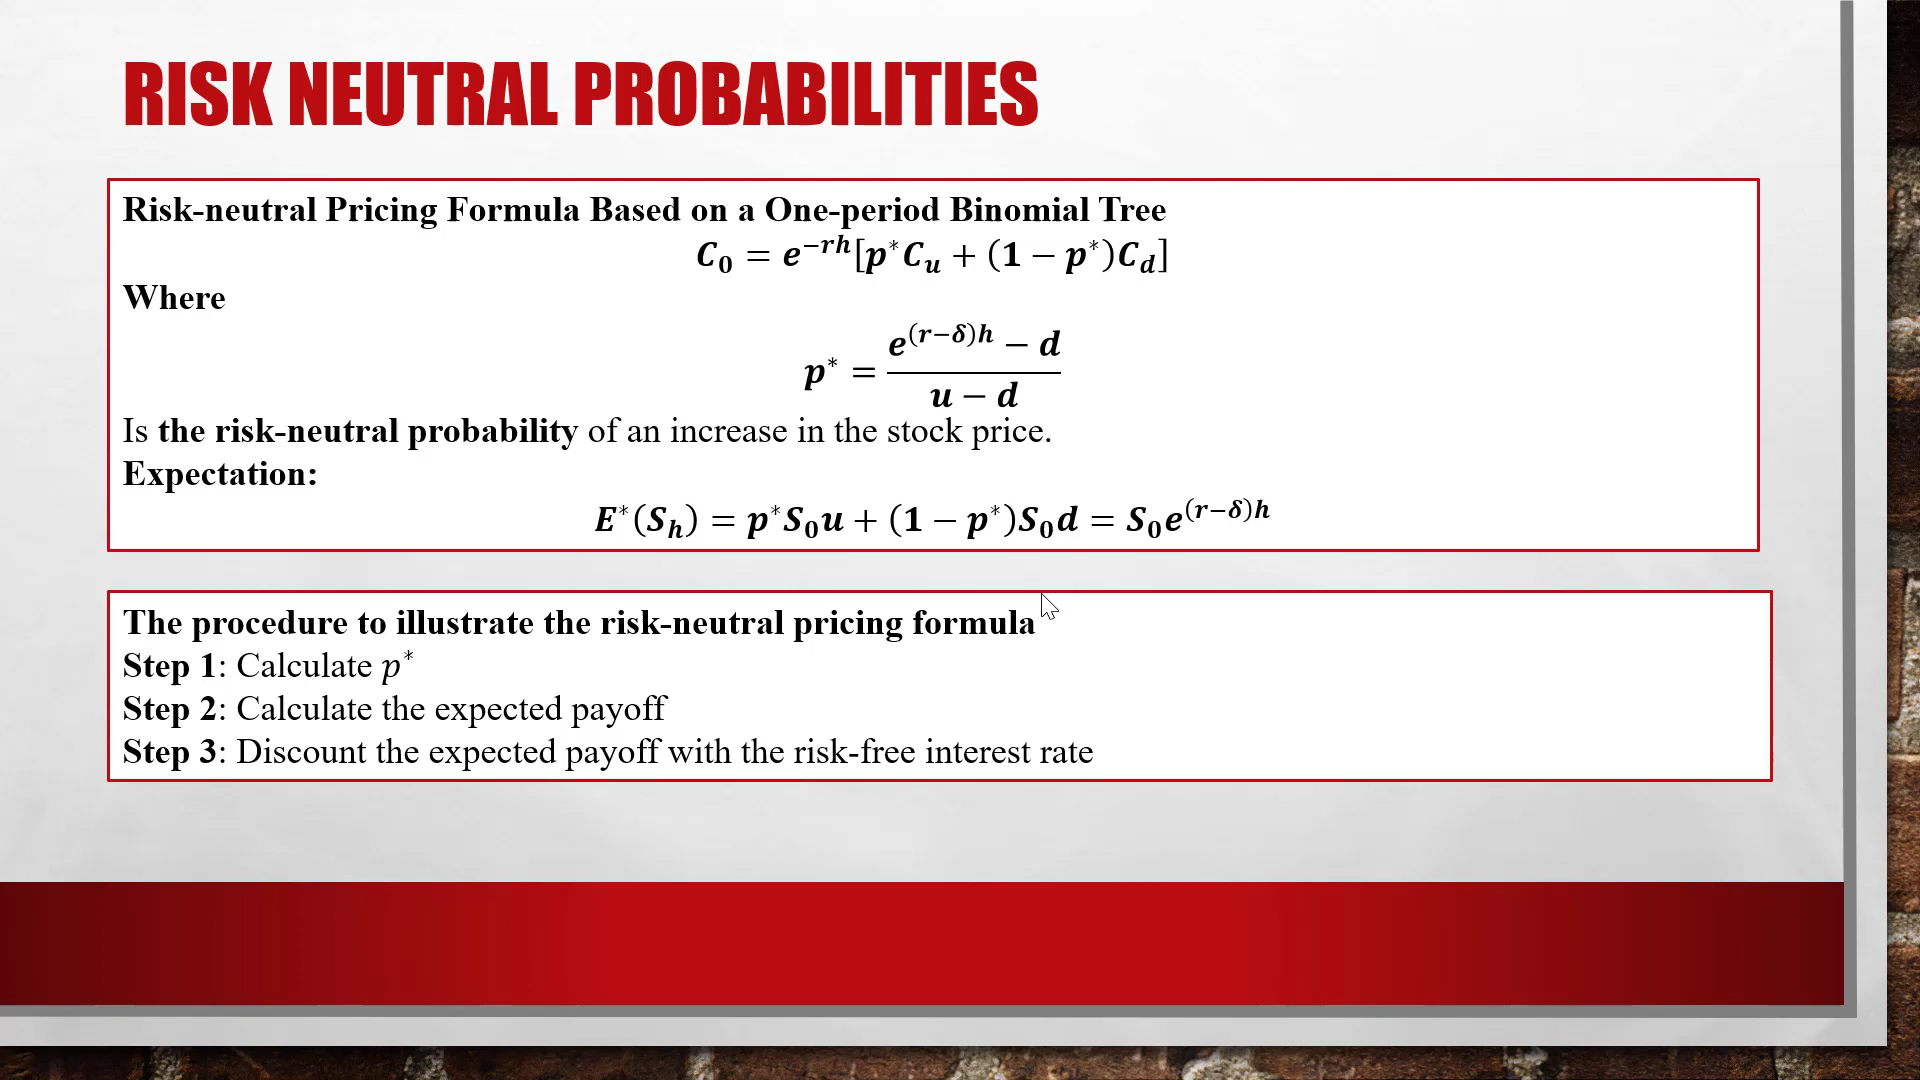 RISK NEUTRAL PROBABILITIES
Risk-neutral Pricing Formula Based on a One-period Binomial Tree
C₀ = e^{−rh}[p*C_u + (1 − p*)C_d]
Where
p* = \frac{e^{(r−δ)h} − d}{u − d}
Is the risk-neutral probability of an increase in the stock price.
Expectation:
E*(S_h) = p*S₀u + (1 − p*)S₀d = S₀e^{(r−δ)h}
The procedure to illustrate the risk-neutral pricing formula
Step 1: Calculate p*
Step 2: Calculate the expected payoff
Step 3: Discount the expected payoff with the risk-free interest rate